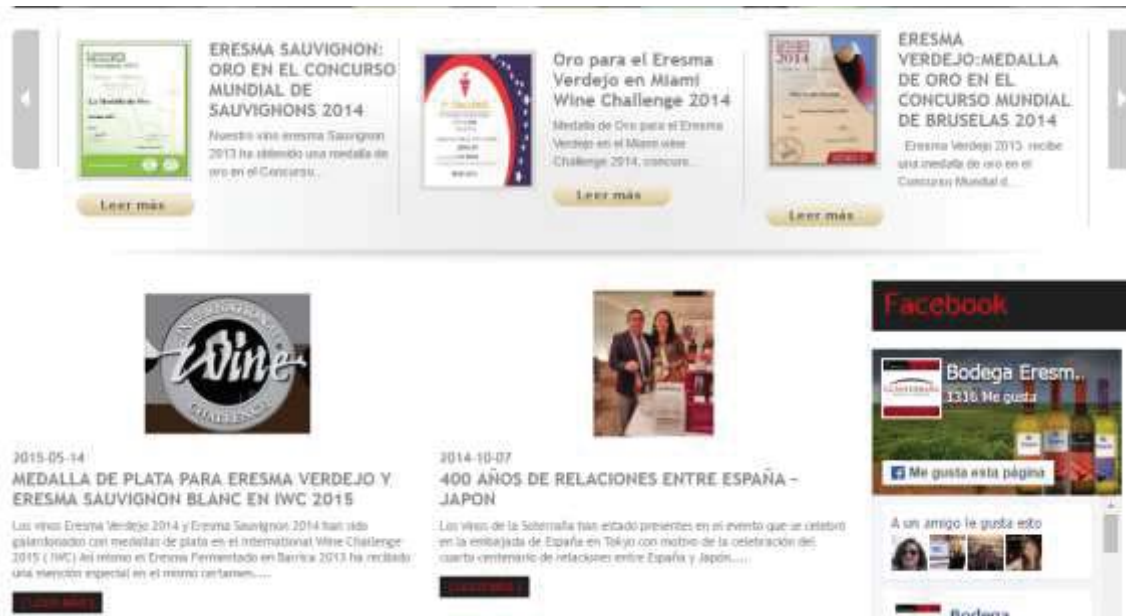 ERESMA SAUVIGNON:
ORO EN EL CONCURSO
MUNDIAL DE
SAUVIGNONS 2014
Nuestro vino eresma Sauvignon
2013 ha obtenido una medalla de
oro en el Concurso...
Leer más
Oro para el Eresma
Verdejo en Miami
Wine Challenge 2014
Medalla de Oro para el Eresma
Verdejo en el Miami wine
Challenge 2014, concurs...
Leer más
2014
ERESMA
VERDEJO:MEDALLA
DE ORO EN EL
CONCURSO MUNDIAL
DE BRUSELAS 2014
Eresma Verdejo 2013 recibe
una medalla de oro en el
Concurso Mundial d...
Leer más
INTERNATIONAL
Wine
CHALLENGE
2015-05-14
MEDALLA DE PLATA PARA ERESMA VERDEJO Y
ERESMA SAUVIGNON BLANC EN IWC 2015
Los vinos Eresma Verdejo 2014 y Eresma Sauvignon 2014 han sido
galardonados con medallas de plata en el International Wine Challenge
2015 ( IWC) Así mismo el Eresma Fermentado en Barrica 2013 ha recibido
una mención especial en el mismo certamen.....
2014-10-07
400 AÑOS DE RELACIONES ENTRE ESPAÑA –
JAPON
Los vinos de la Soterraña han estado presentes en el evento que se celebró
en la embajada de España en Tokyo con motivo de la celebración del
cuarto centenario de relaciones entre España y Japón.....
Facebook
Bodega Eresm..
1316 Me gusta
Me gusta esta página
A un amigo le gusta esto
Bodega